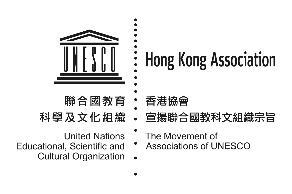 UNESCO
Hong Kong Association
聯合國教育
科學及文化組織
香港協會
宣揚聯合國教科文組織宗旨
United Nations
Educational, Scientific and
Cultural Organization
The Movement of
Associations of UNESCO